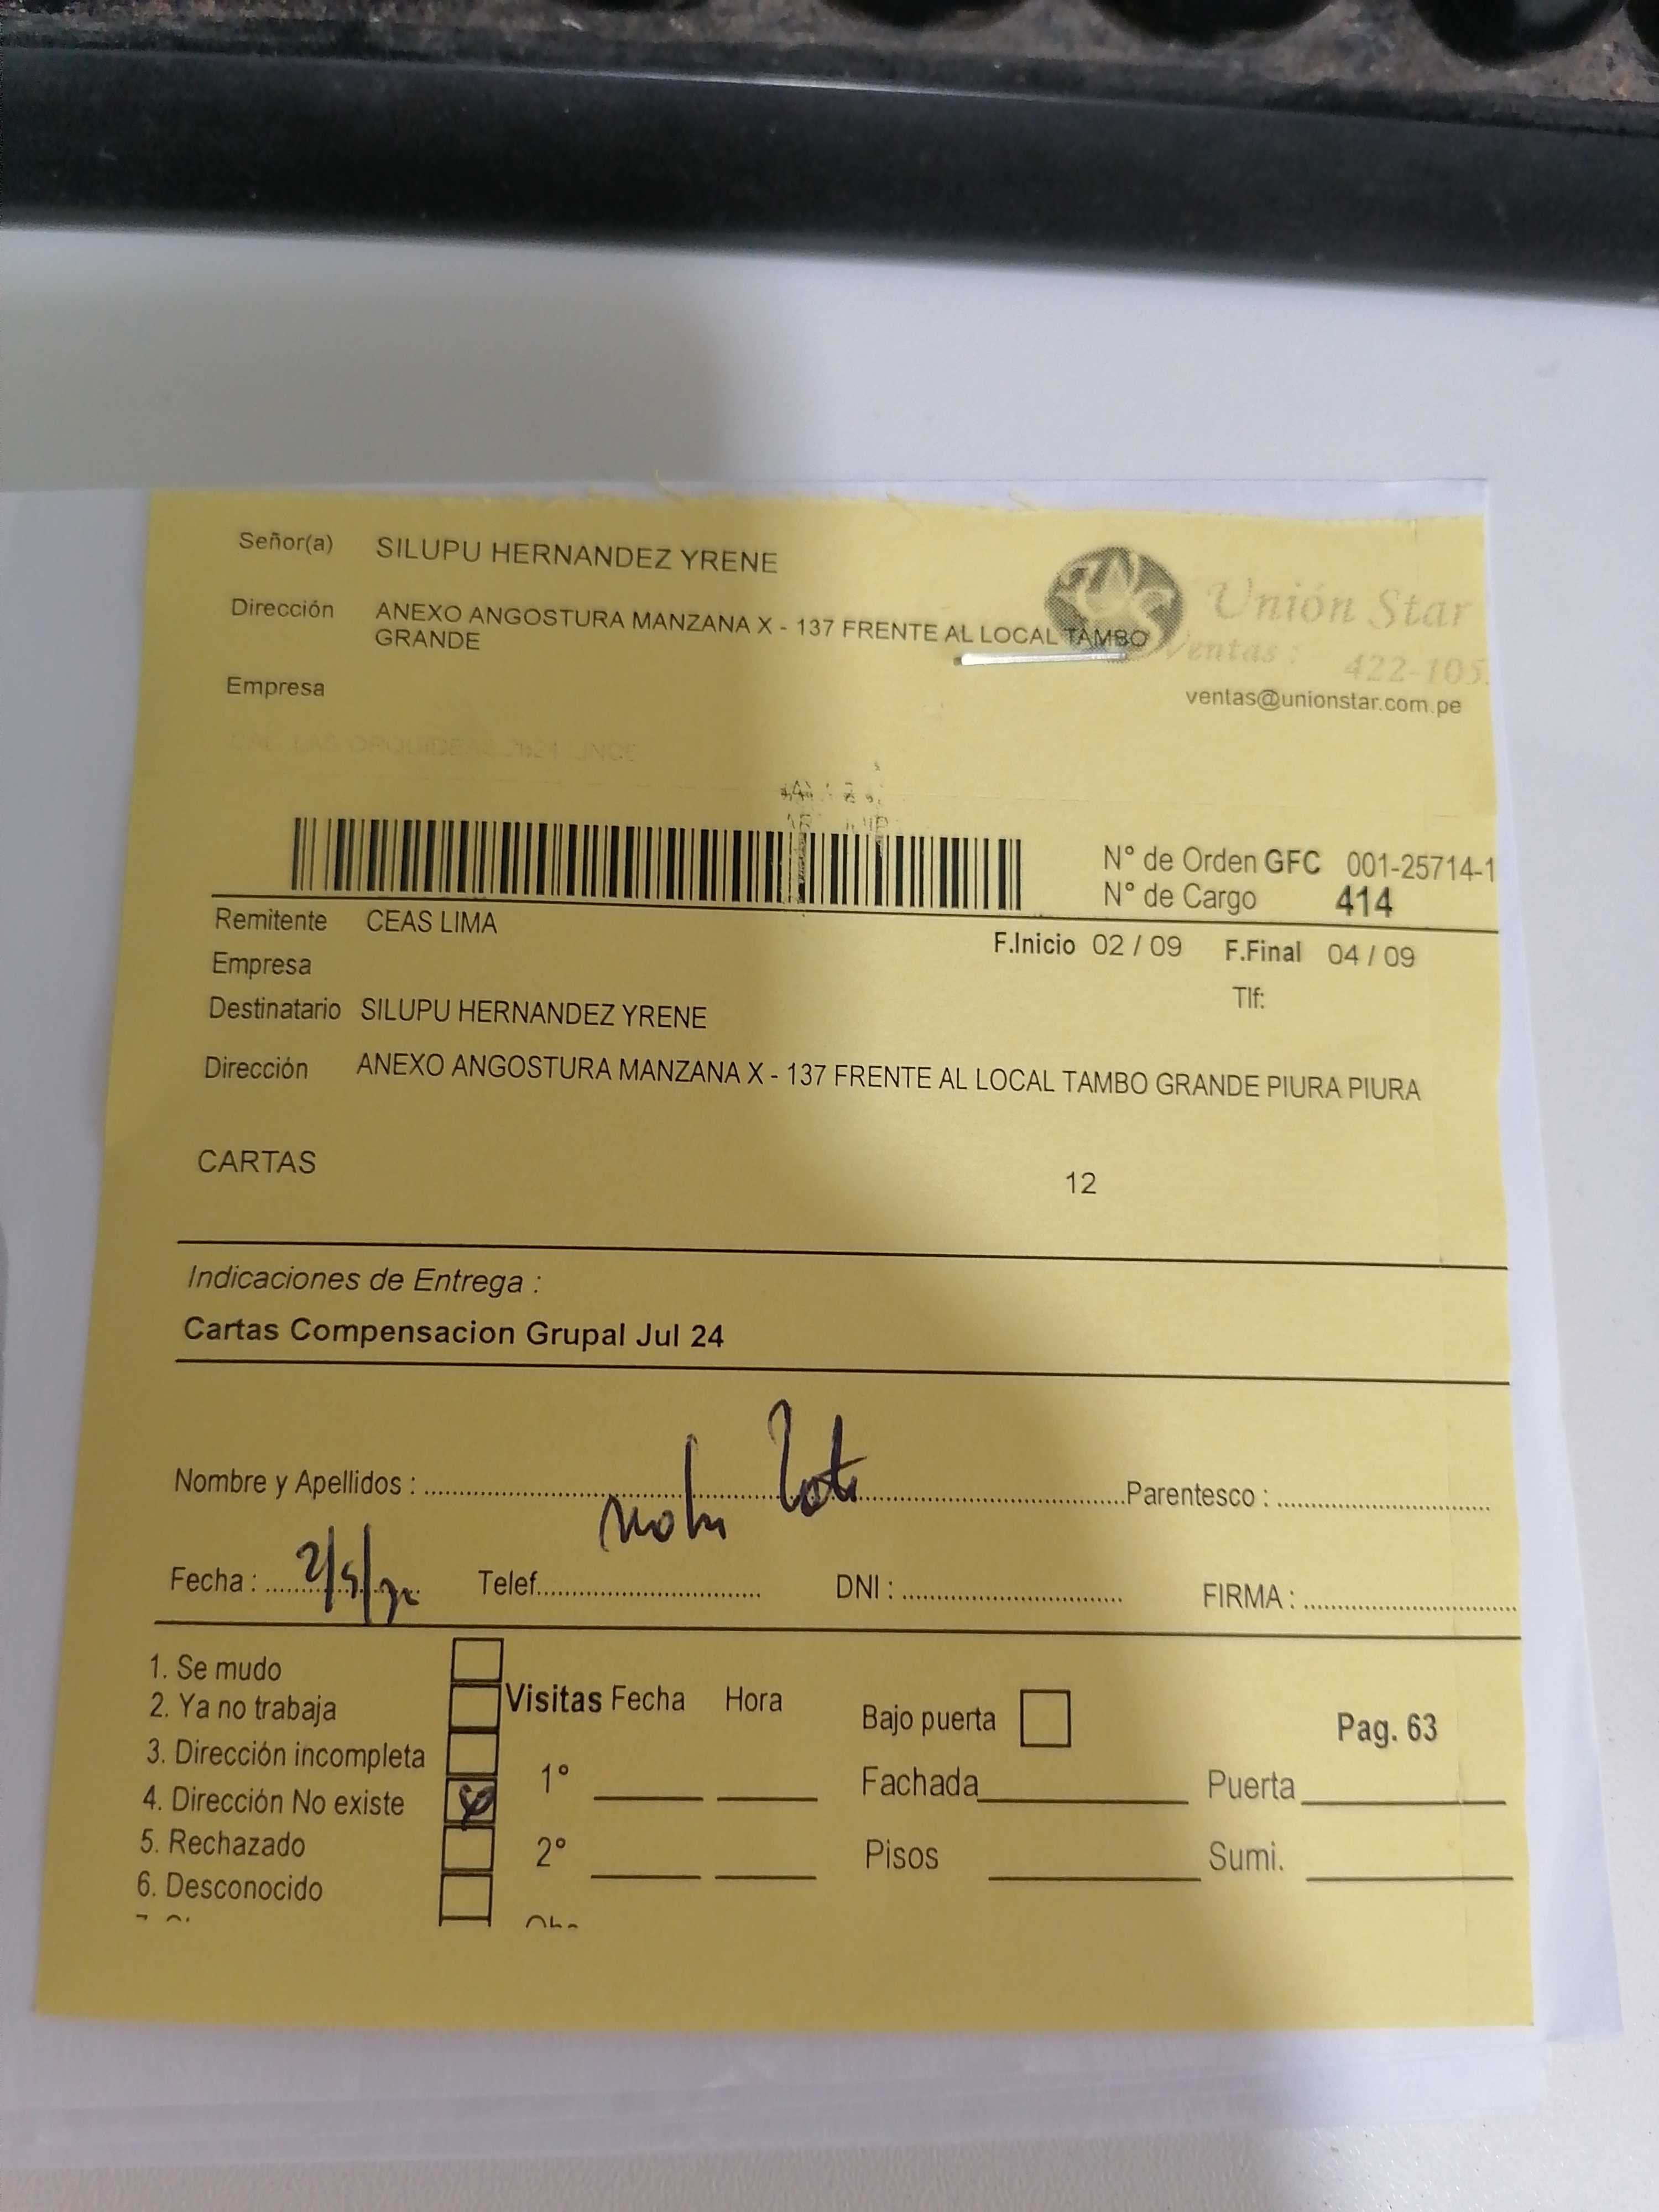 Señor(a) SILUPU HERNANDEZ YRENE
Dirección ANEXO ANGOSTURA MANZANA X - 137 FRENTE AL LOCAL TAMBO
GRANDE
Unión Star
Ventas : 422-105
Empresa
ventas@unionstar.com.pe
N° de Orden GFC 001-25714-1
N° de Cargo 414
Remitente CEAS LIMA
F.Inicio 02 / 09 F.Final 04 / 09
Empresa
Tlf:
Destinatario SILUPU HERNANDEZ YRENE
Dirección ANEXO ANGOSTURA MANZANA X - 137 FRENTE AL LOCAL TAMBO GRANDE PIURA PIURA
CARTAS 12
Indicaciones de Entrega :
Cartas Compensacion Grupal Jul 24
Nombre y Apellidos : Parentesco :
Fecha : Telef. DNI : FIRMA :
1. Se mudo
2. Ya no trabaja
3. Dirección incompleta
4. Dirección No existe
5. Rechazado
6. Desconocido
Visitas Fecha Hora
1°
2°
Bajo puerta
Pag. 63
Fachada Puerta
Pisos Sumi.